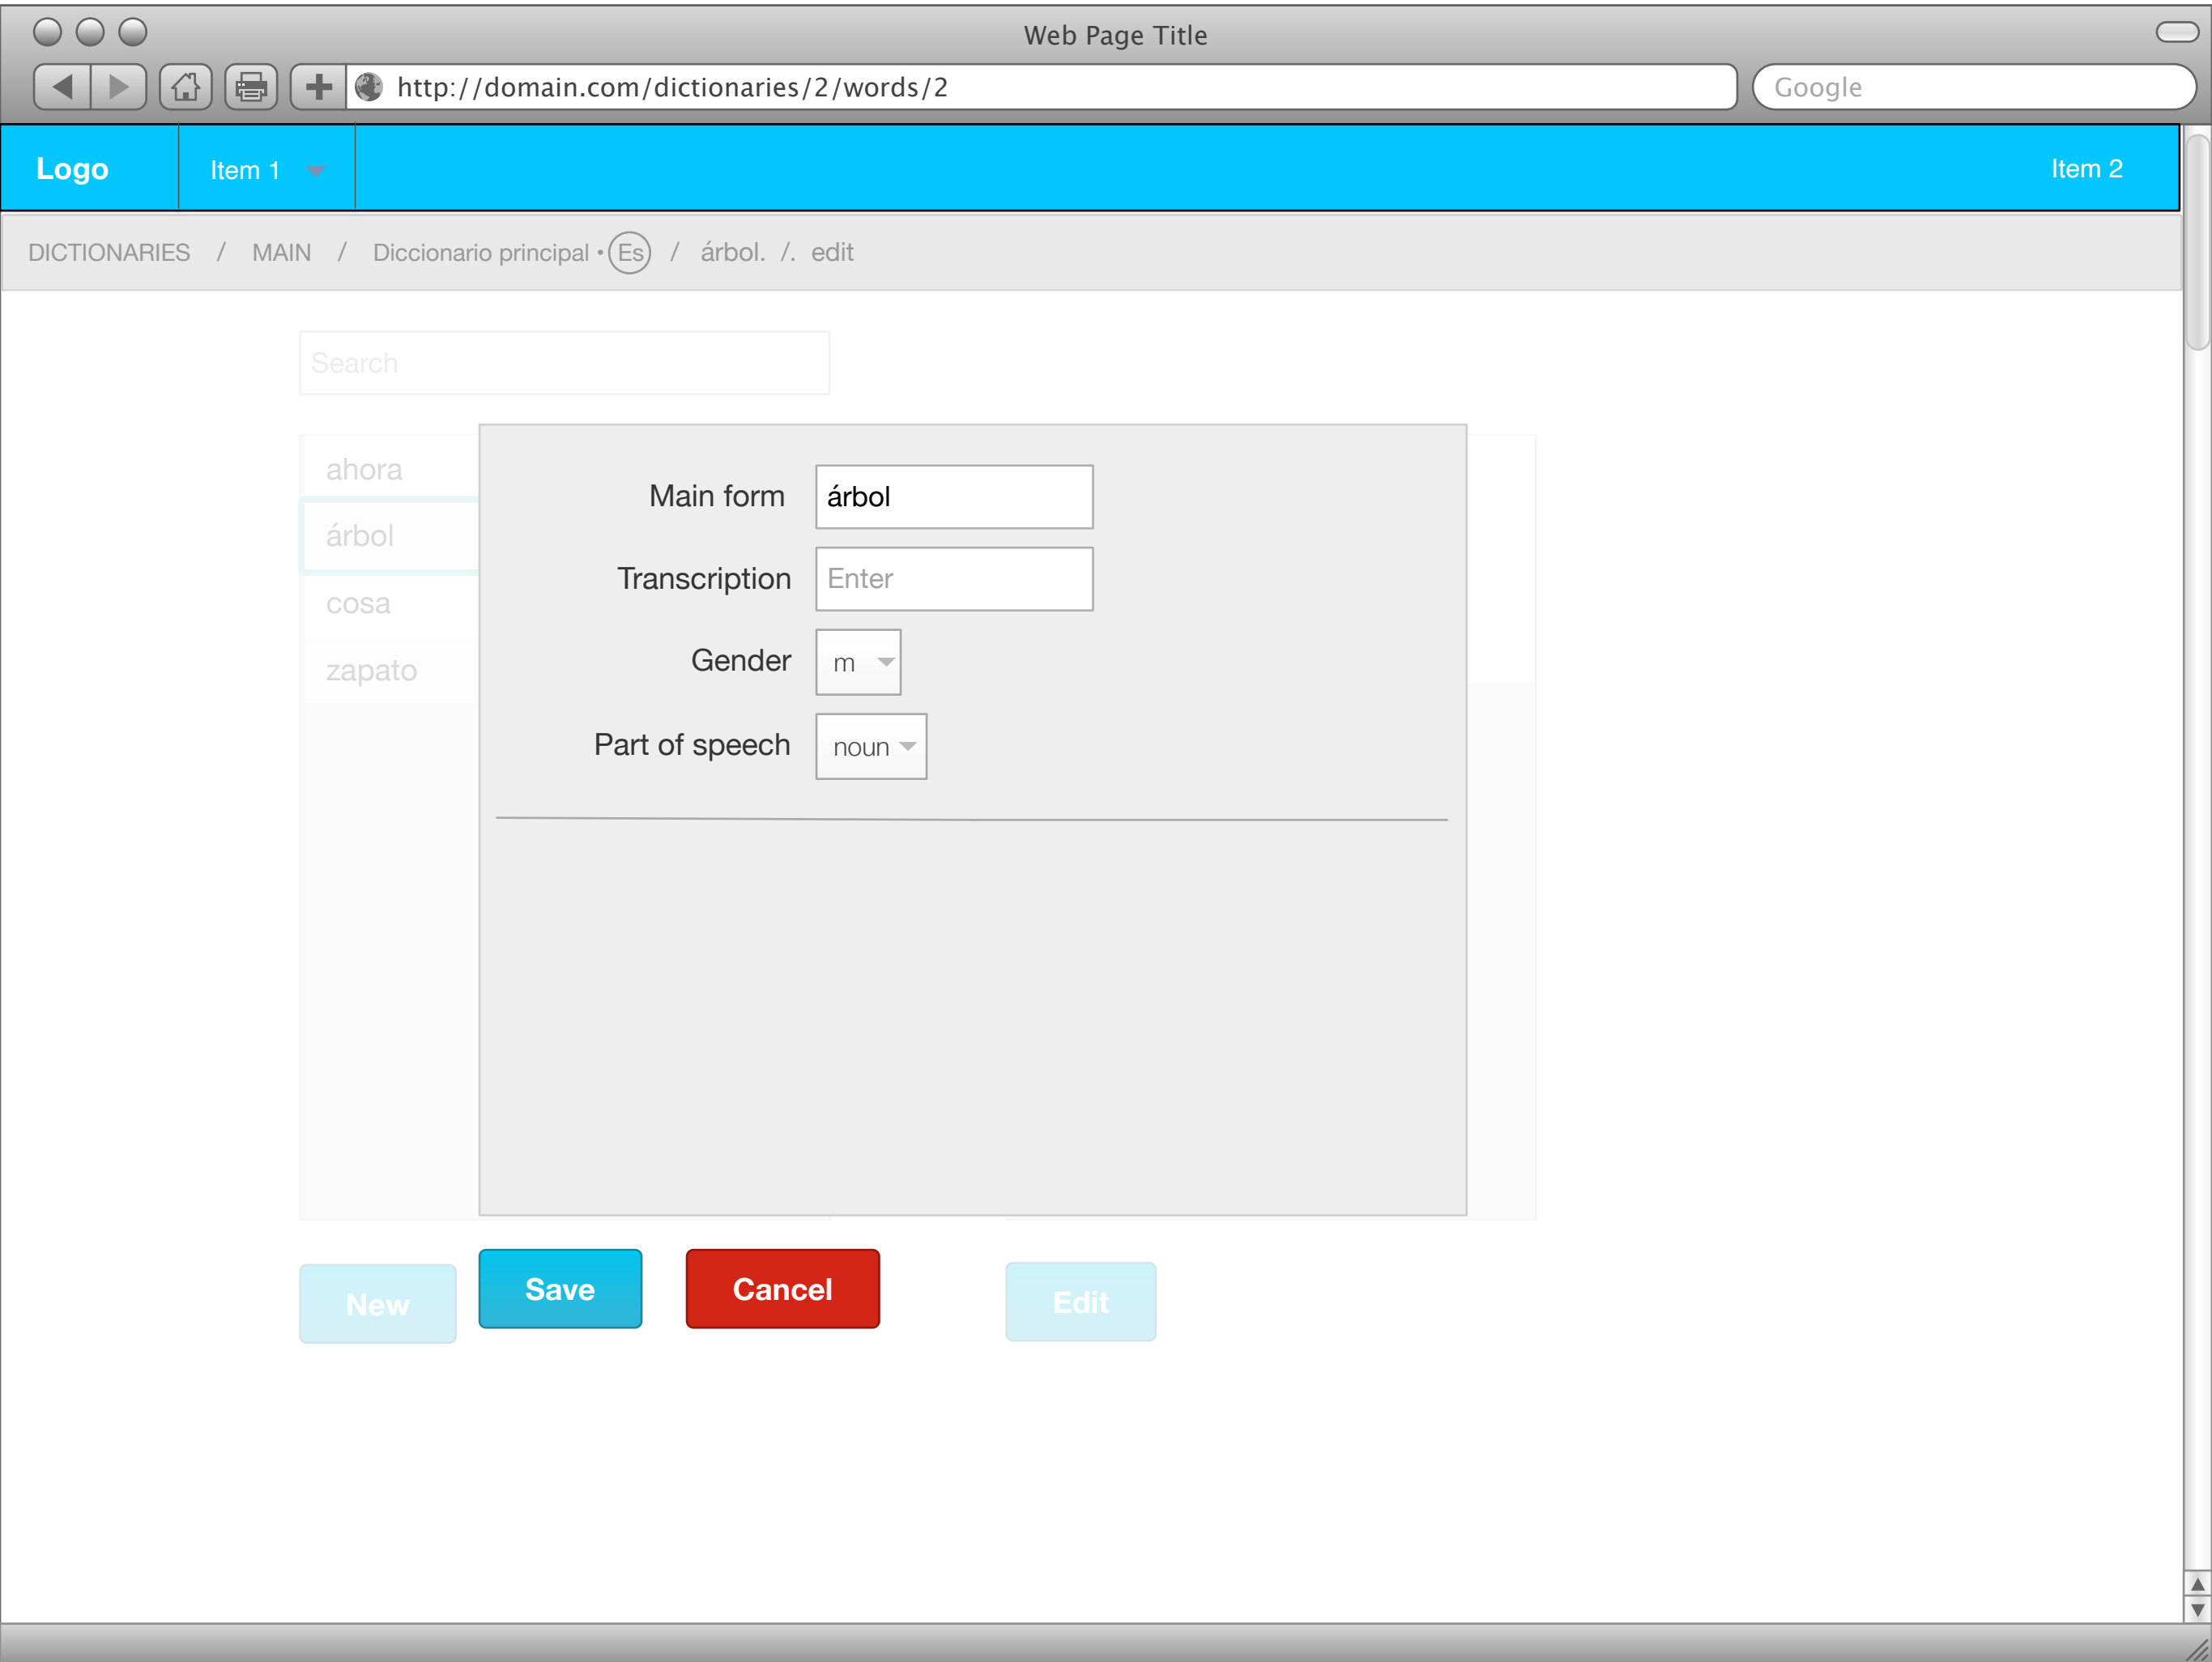 Web Page Title
http://domain.com/dictionaries/2/words/2
Google
Logo
Item 1
Item 2
DICTIONARIES / MAIN / Diccionario principal • Es / árbol. /. edit
Search
ahora
árbol
cosa
zapato
Main form árbol
Transcription Enter
Gender m
Part of speech noun
New
Save
Cancel
Edit